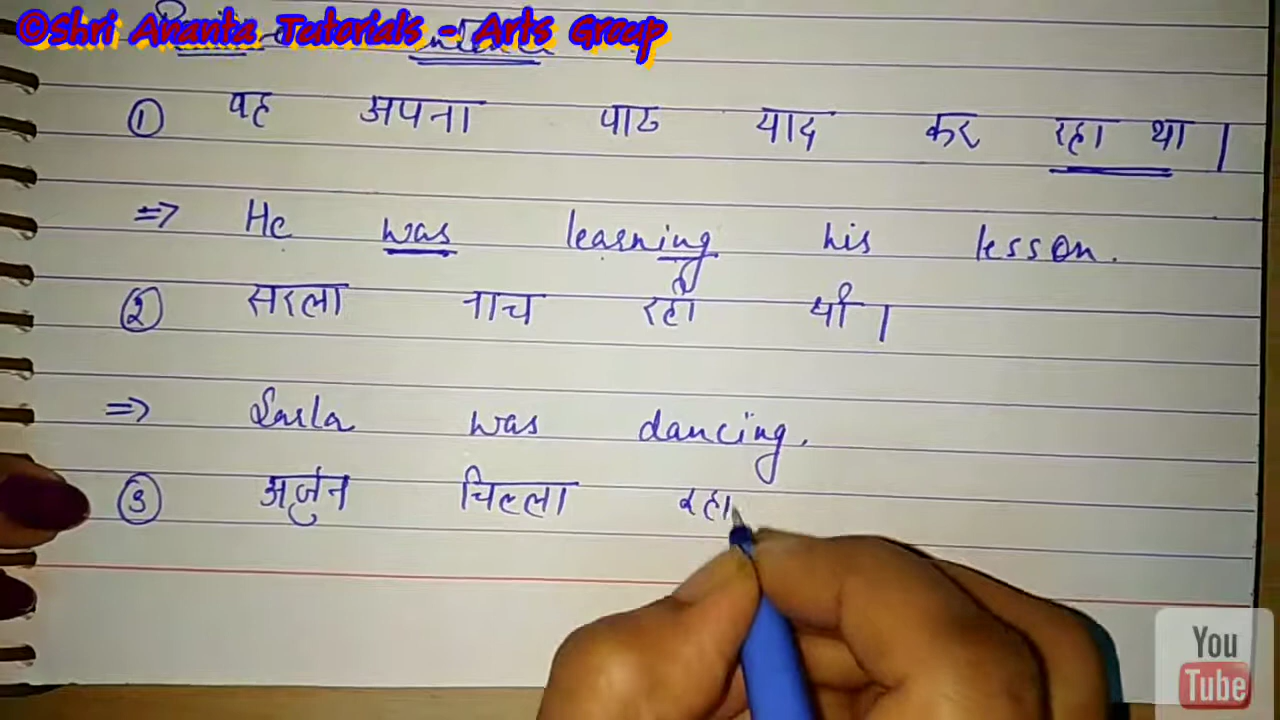 ©Shri Ananta Tutorials - Arts Group
① वह अपना पाठ याद कर रहा था |
⇒ He was learning his lesson.
② सरला नाच रही थी |
⇒ Sarla was dancing.
③ अर्जुन चिल्ला रहा
You
Tube